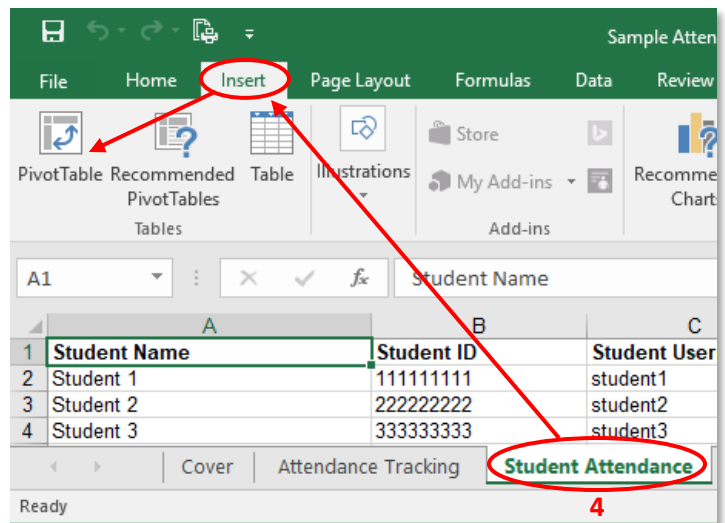 Sample Atten
File Home Insert Page Layout Formulas Data Review
PivotTable Recommended PivotTables Table Illustrations Store My Add-ins Recomme Chart
Tables Add-ins
A1 fx Student Name
A B C
1 Student Name Student ID Student User
2 Student 1 111111111 student1
3 Student 2 222222222 student2
4 Student 3 333333333 student3
Cover Attendance Tracking Student Attendance
Ready 4